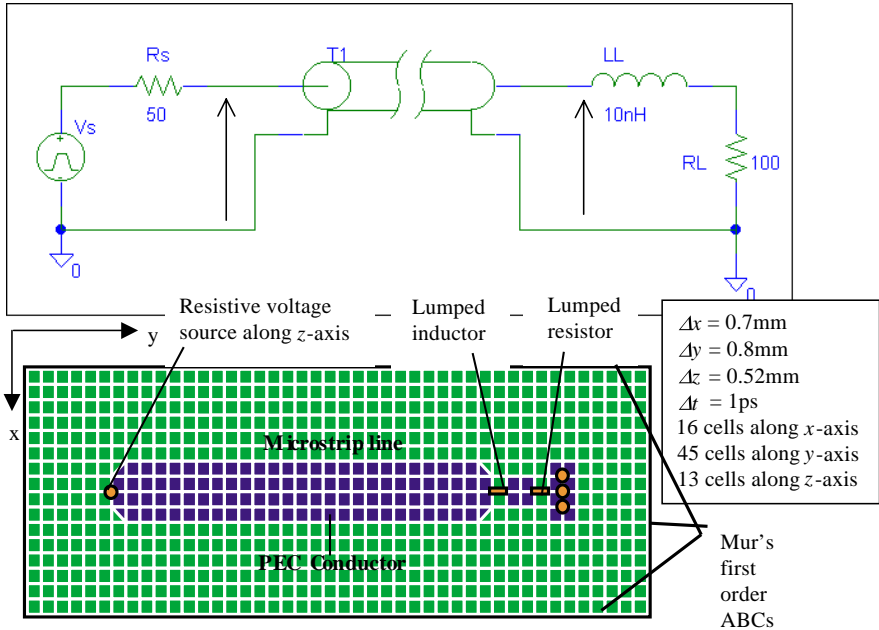 Rs
50
Vs
0
T1
LL
10nH
RL
100
0
Resistive voltage
source along z-axis
Lumped
inductor
Lumped
resistor
y
x
Δx = 0.7mm
Δy = 0.8mm
Δz = 0.52mm
Δt = 1ps
16 cells along x-axis
45 cells along y-axis
13 cells along z-axis
Microstrip line
PEC Conductor
Mur's
first
order
ABCs